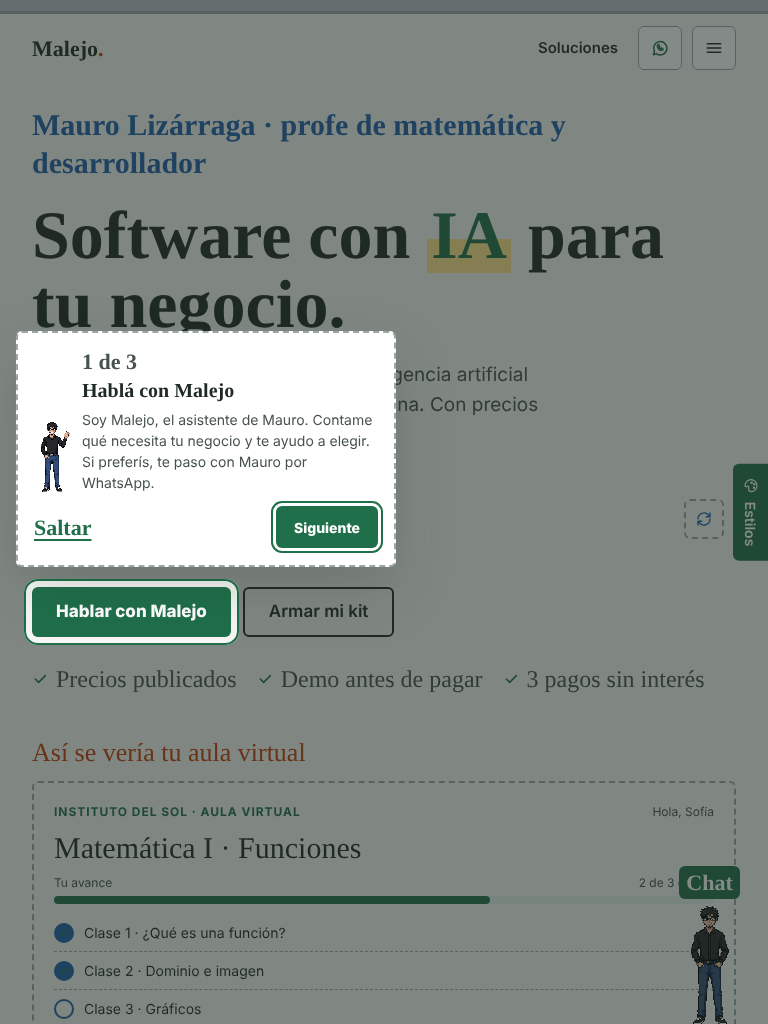 Malejo.
Soluciones
Mauro Lizárraga · profe de matemática y
desarrollador
Software con IA para
tu negocio.
gencia artificial
na. Con precios
1 de 3
Hablá con Malejo
Soy Malejo, el asistente de Mauro. Contame
qué necesita tu negocio y te ayudo a elegir.
Si preferís, te paso con Mauro por
WhatsApp.
Saltar
Siguiente
Estilos
Hablar con Malejo
Armar mi kit
Precios publicados
Demo antes de pagar
3 pagos sin interés
Así se vería tu aula virtual
INSTITUTO DEL SOL · AULA VIRTUAL
Hola, Sofía
Matemática I · Funciones
Tu avance
2 de 3
Chat
Clase 1 · ¿Qué es una función?
Clase 2 · Dominio e imagen
Clase 3 · Gráficos